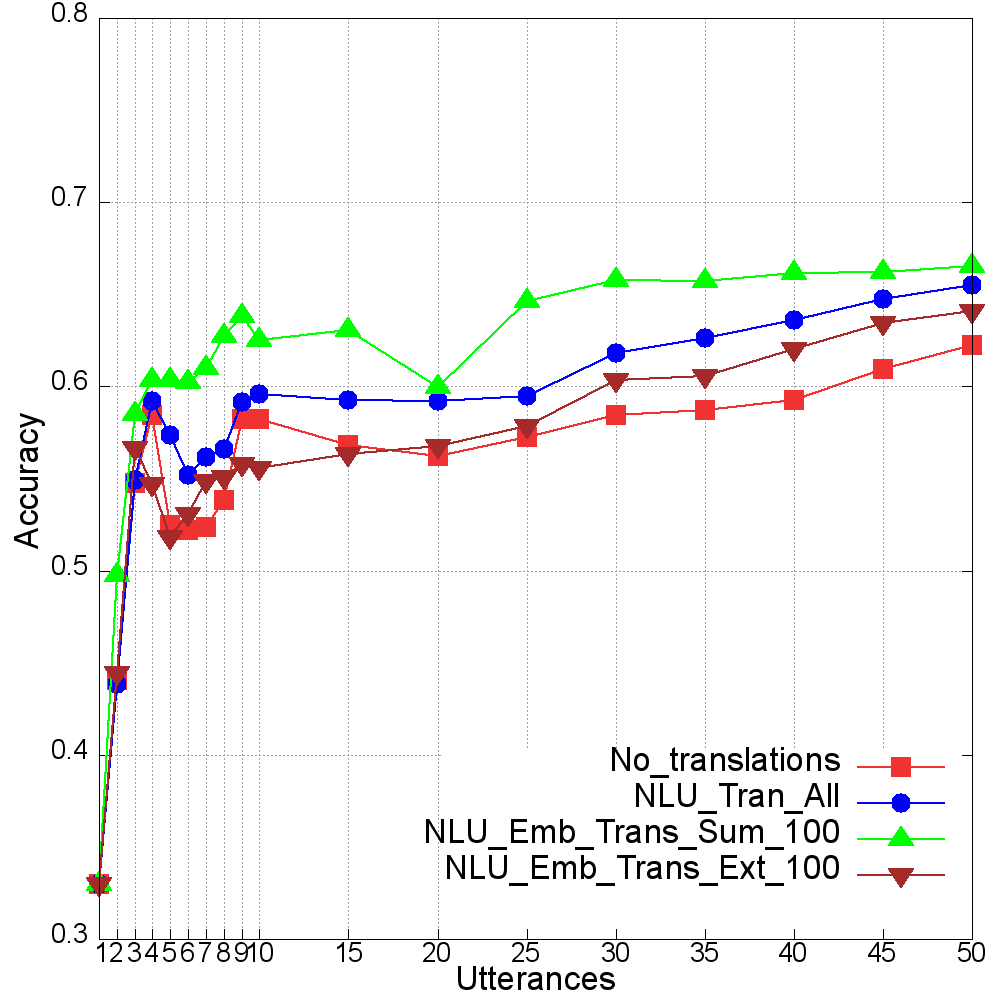 0.8
0.7
0.6
0.5
0.4
0.3
Accuracy
No_translations
NLU_Tran_All
NLU_Emb_Trans_Sum_100
NLU_Emb_Trans_Ext_100
1 2 3 4 5 6 7 8 9 10 15 20 25 30 35 40 45 50
Utterances